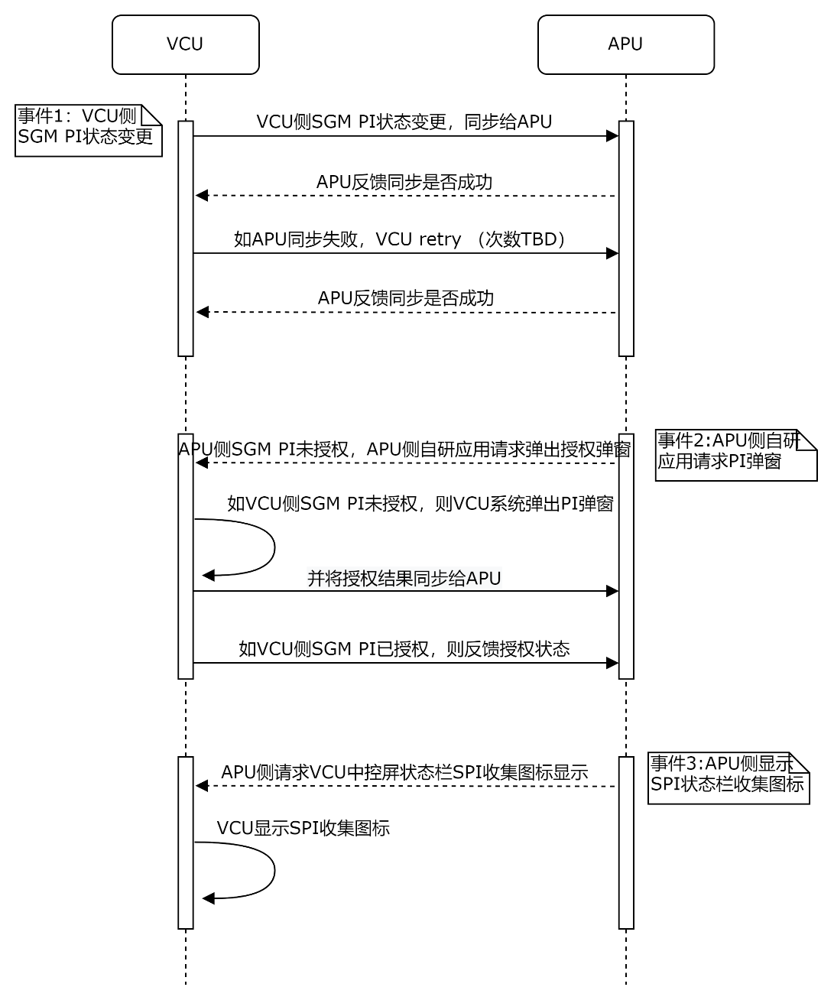 VCU
APU
事件1：VCU侧
SGM PI状态变更
VCU侧SGM PI状态变更，同步给APU
APU反馈同步是否成功
如APU同步失败，VCU retry （次数TBD）
APU反馈同步是否成功
APU侧SGM PI未授权，APU侧自研应用请求弹出授权弹窗
事件2:APU侧自研
应用请求PI弹窗
如VCU侧SGM PI未授权，则VCU系统弹出PI弹窗
并将授权结果同步给APU
如VCU侧SGM PI已授权，则反馈授权状态
APU侧请求VCU中控屏状态栏SPI收集图标显示
事件3:APU侧显示
SPI状态栏收集图标
VCU显示SPI收集图标